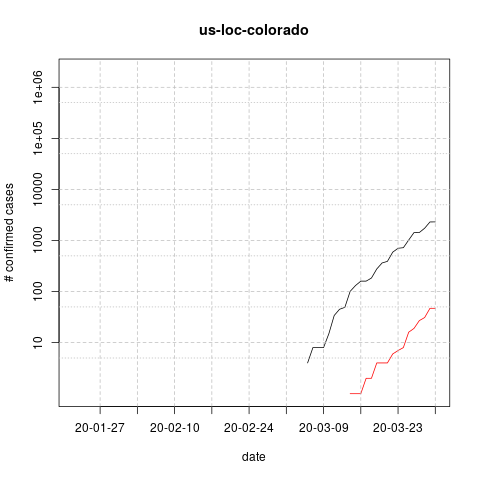 us-loc-colorado
# confirmed cases
1e+06
1e+05
10000
1000
100
10
20-01-27
20-02-10
20-02-24
20-03-09
20-03-23
date